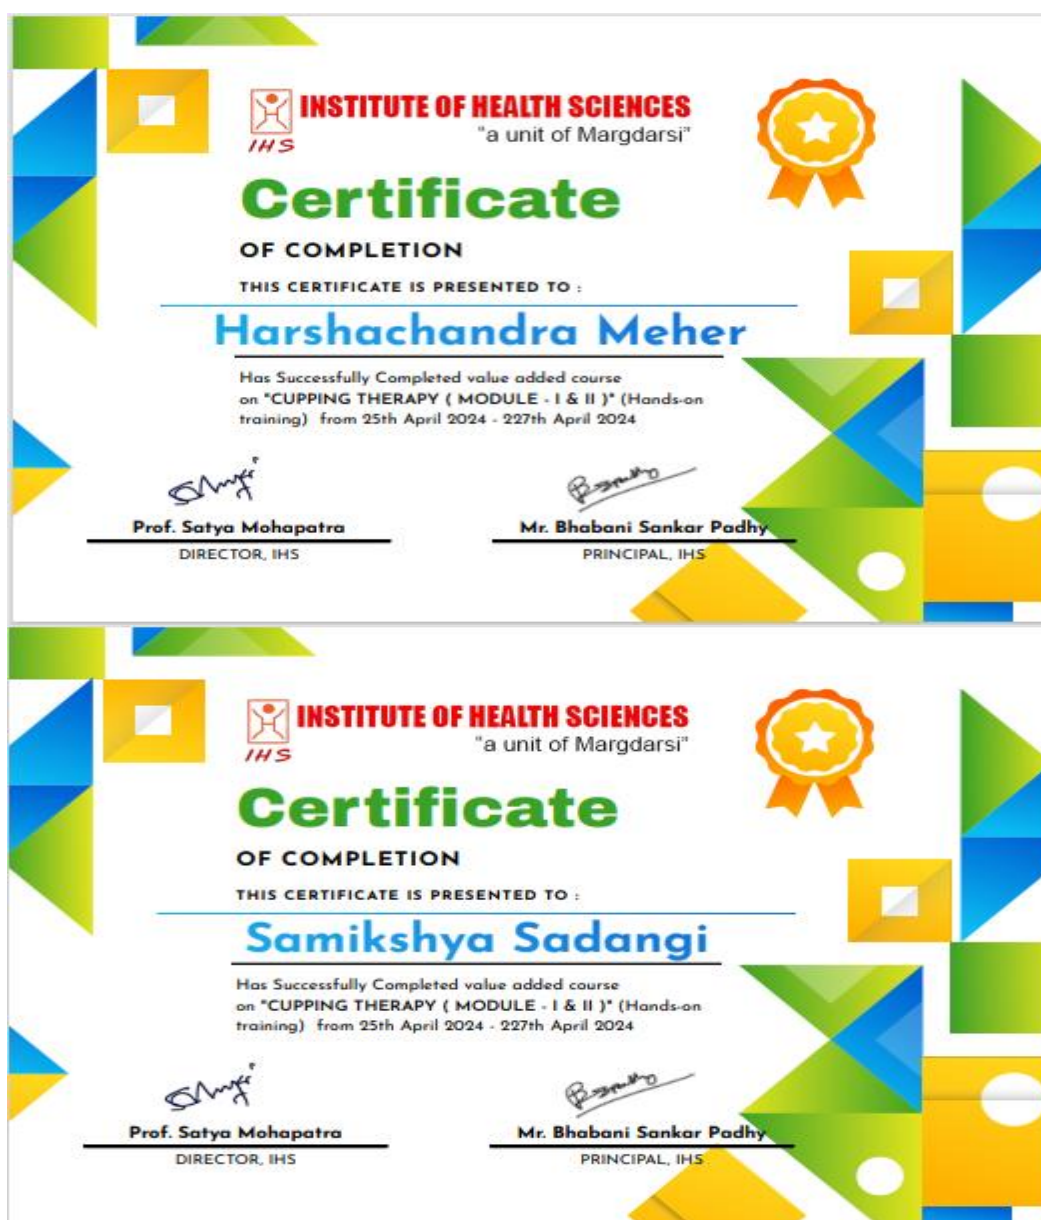 INSTITUTE OF HEALTH SCIENCES
"a unit of Margdarsi"
IHS
Certificate
OF COMPLETION
THIS CERTIFICATE IS PRESENTED TO :
Harshachandra Meher
Has Successfully Completed value added course
on "CUPPING THERAPY ( MODULE - I & II )" (Hands-on
training) from 25th April 2024 - 227th April 2024
Prof. Satya Mohapatra
DIRECTOR, IHS
Mr. Bhabani Sankar Padhy
PRINCIPAL, IHS
INSTITUTE OF HEALTH SCIENCES
"a unit of Margdarsi"
IHS
Certificate
OF COMPLETION
THIS CERTIFICATE IS PRESENTED TO :
Samikshya Sadangi
Has Successfully Completed value added course
on "CUPPING THERAPY ( MODULE - I & II )" (Hands-on
training) from 25th April 2024 - 227th April 2024
Prof. Satya Mohapatra
DIRECTOR, IHS
Mr. Bhabani Sankar Padhy
PRINCIPAL, IHS